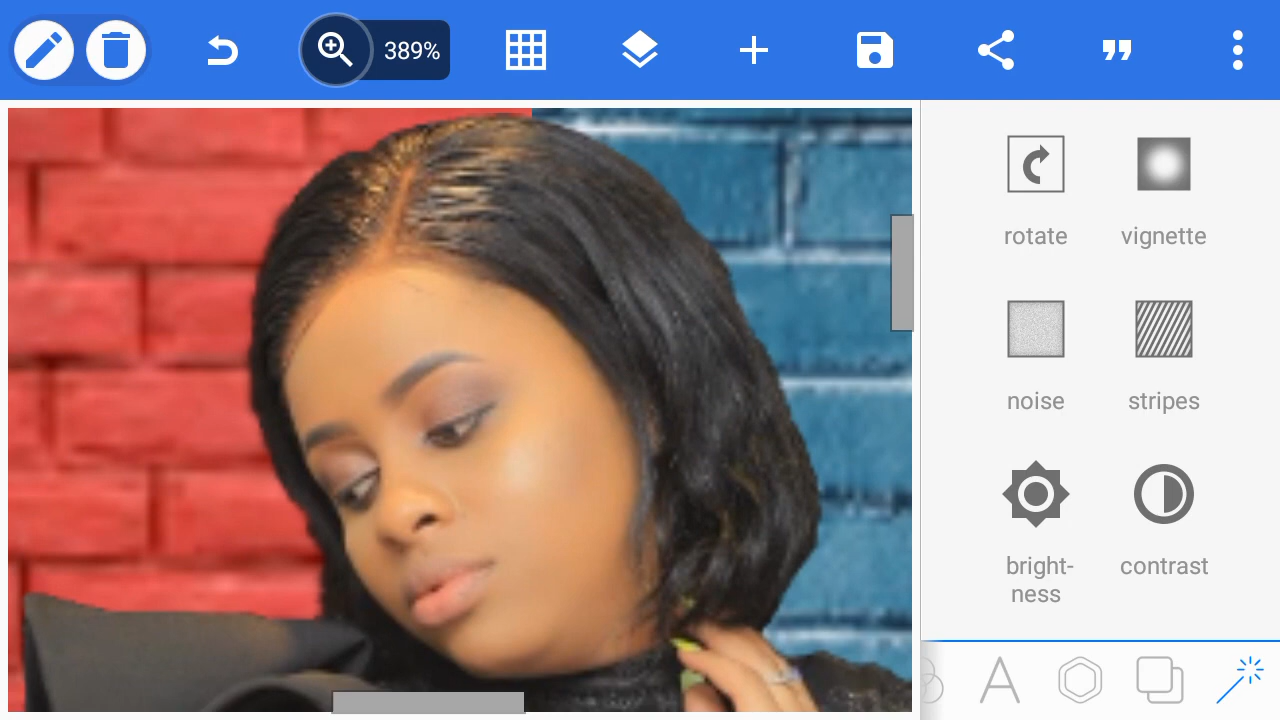 389%
rotate
vignette
noise
stripes
bright-
ness
contrast